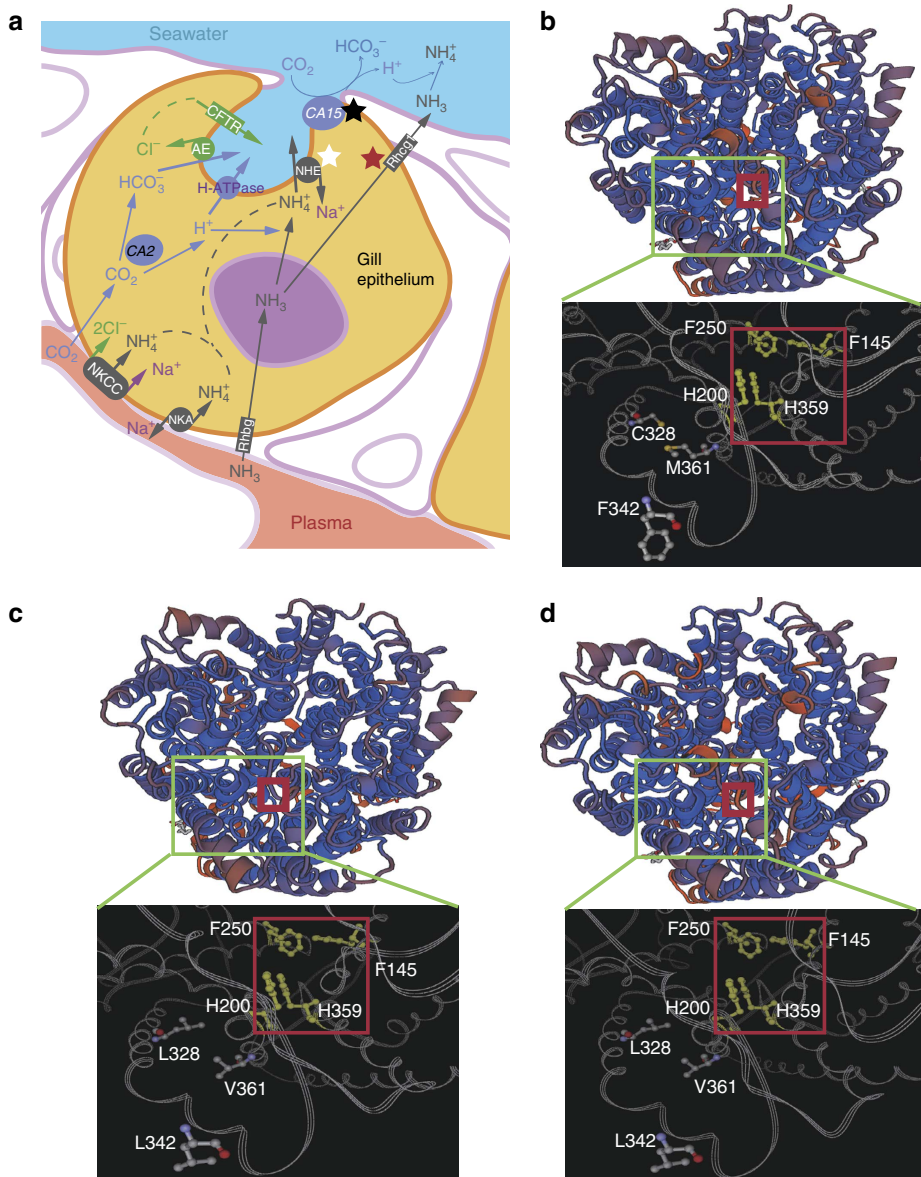 a
Seawater
CO₂
HCO₃⁻
H⁺
NH₄⁺
NH₃
CA15
CFTR
Cl⁻
AE
HCO₃⁻
H-ATPase
NHE
Na⁺
Rhcg1
NH₄⁺
H⁺
CA2
CO₂
Gill
epithelium
NH₃
2Cl⁻
CO₂
NH₄⁺
NKCC
Na⁺
NH₄⁺
Na⁺
NKA
Rhbg
NH₃
Plasma
b
F250
F145
H200
H359
C328
M361
F342
c
F250
F145
H200
H359
L328
V361
L342
d
F250
F145
H200
H359
L328
V361
L342